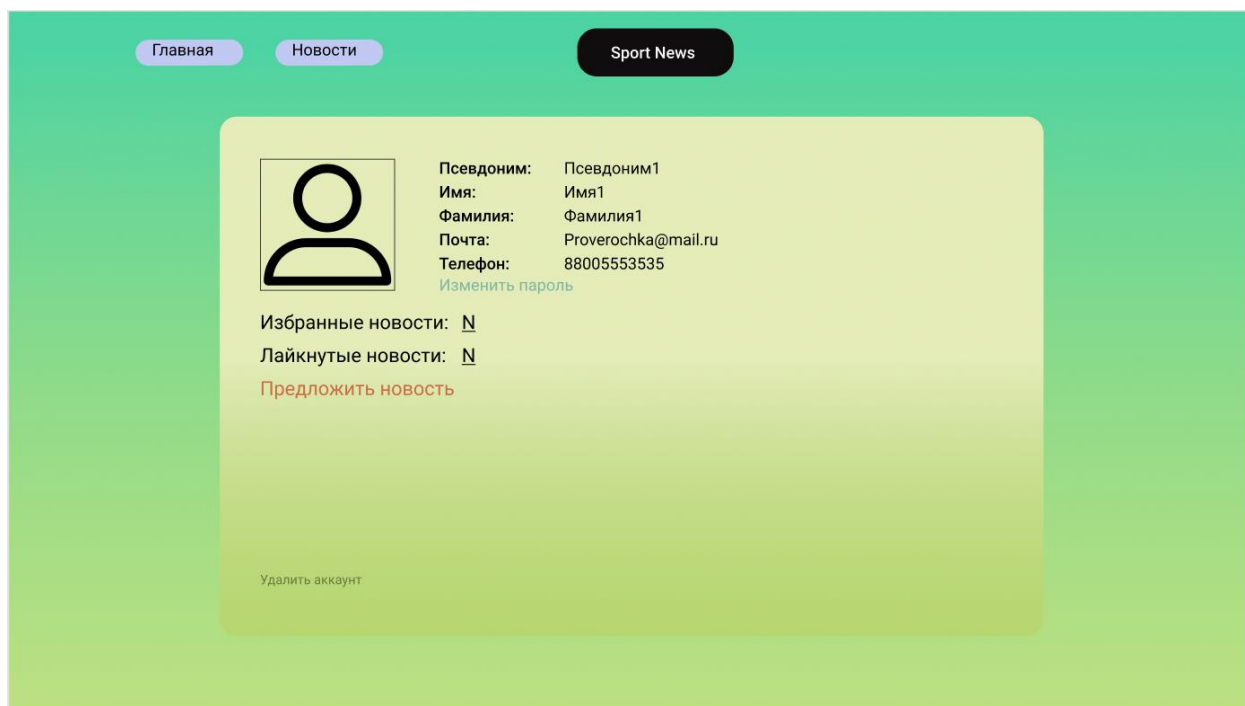 Главная Новости Sport News
Псевдоним: Псевдоним1
Имя: Имя1
Фамилия: Фамилия1
Почта: Proverochka@mail.ru
Телефон: 88005553535
Изменить пароль
Избранные новости: N
Лайкнутые новости: N
Предложить новость
Удалить аккаунт